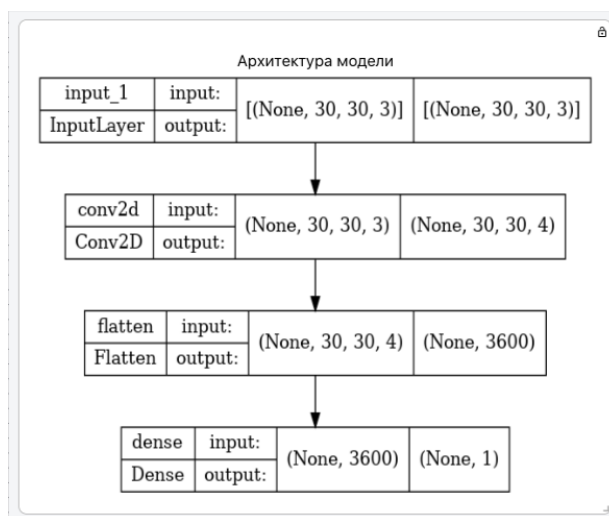 Архитектура модели
input_1 input: [(None, 30, 30, 3)] [(None, 30, 30, 3)]
InputLayer output:
conv2d input: (None, 30, 30, 3) (None, 30, 30, 4)
Conv2D output:
flatten input: (None, 30, 30, 4) (None, 3600)
Flatten output:
dense input: (None, 3600) (None, 1)
Dense output: